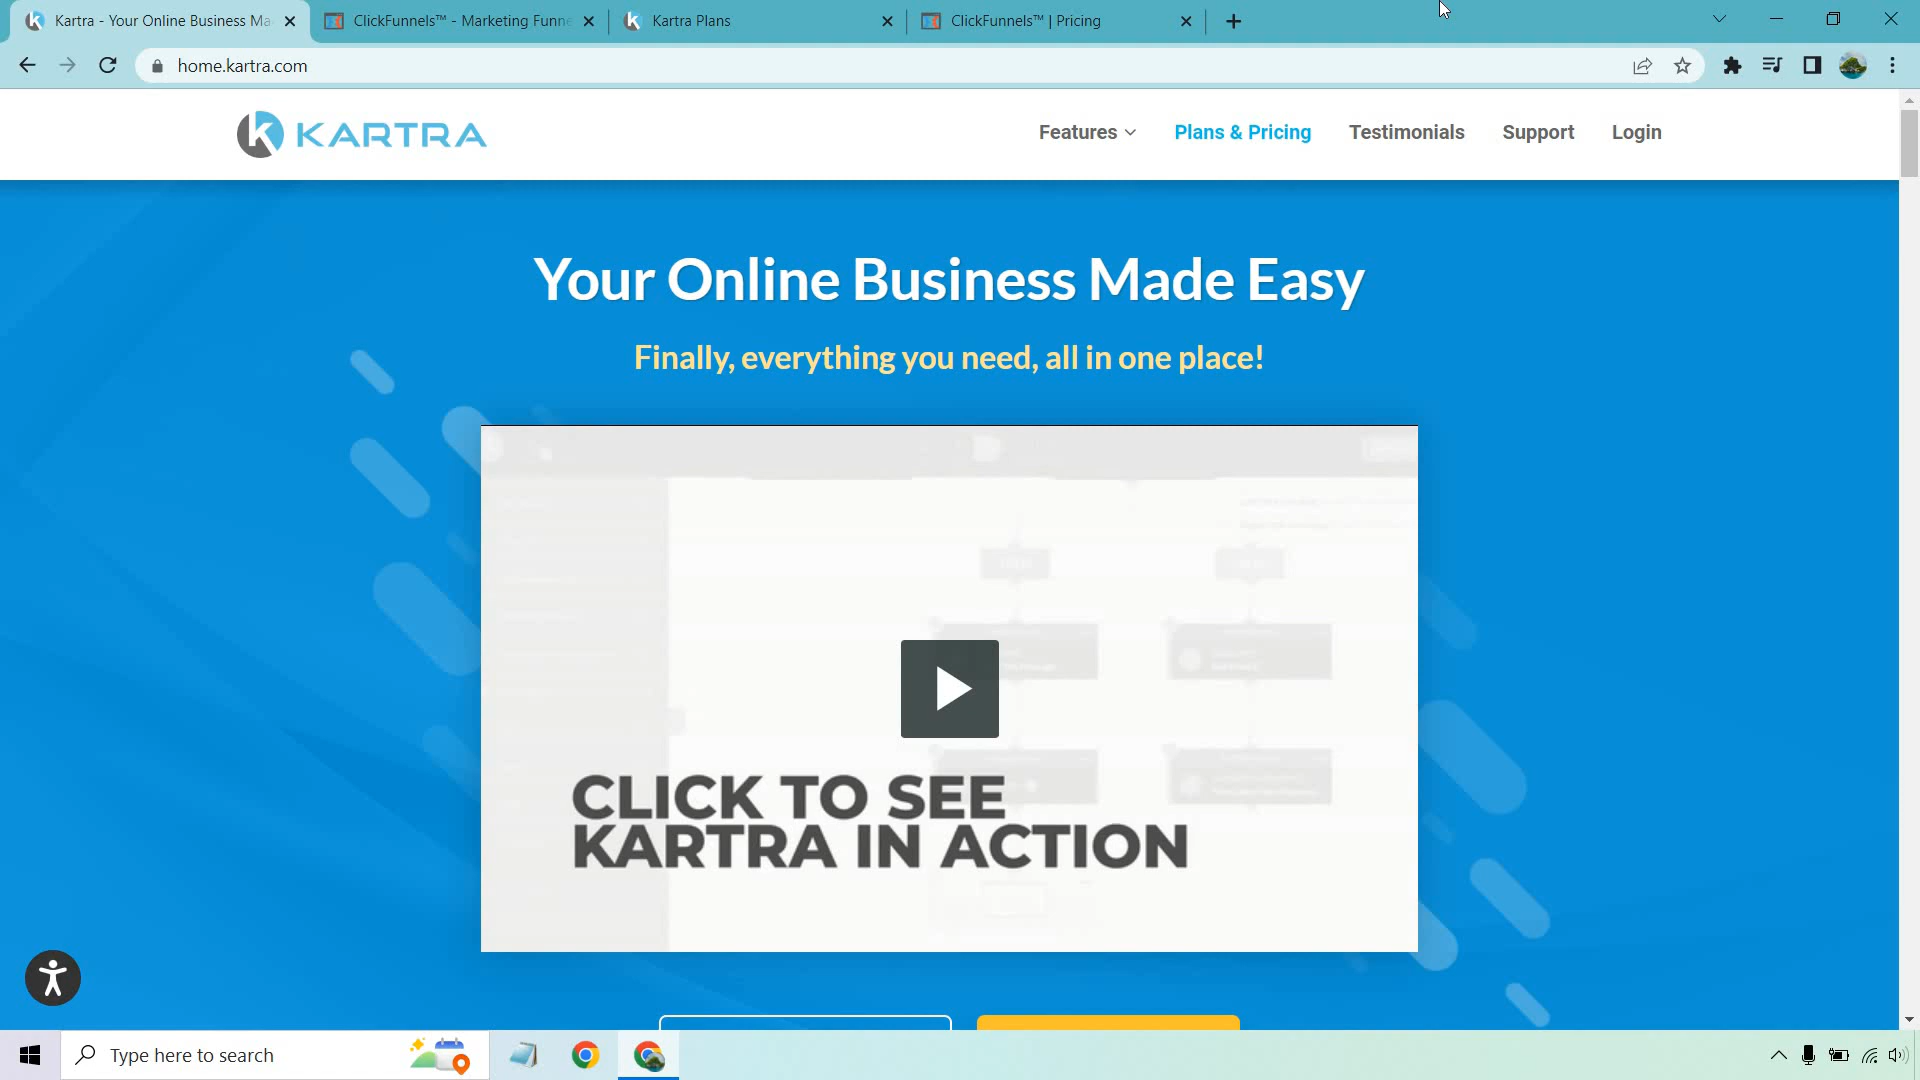 Kartra - Your Online Business Ma
ClickFunnels™ - Marketing Funne
Kartra Plans
ClickFunnels™ | Pricing
home.kartra.com
KARTRA
Features
Plans & Pricing
Testimonials
Support
Login
Your Online Business Made Easy
Finally, everything you need, all in one place!
CLICK TO SEE
KARTRA IN ACTION
Type here to search